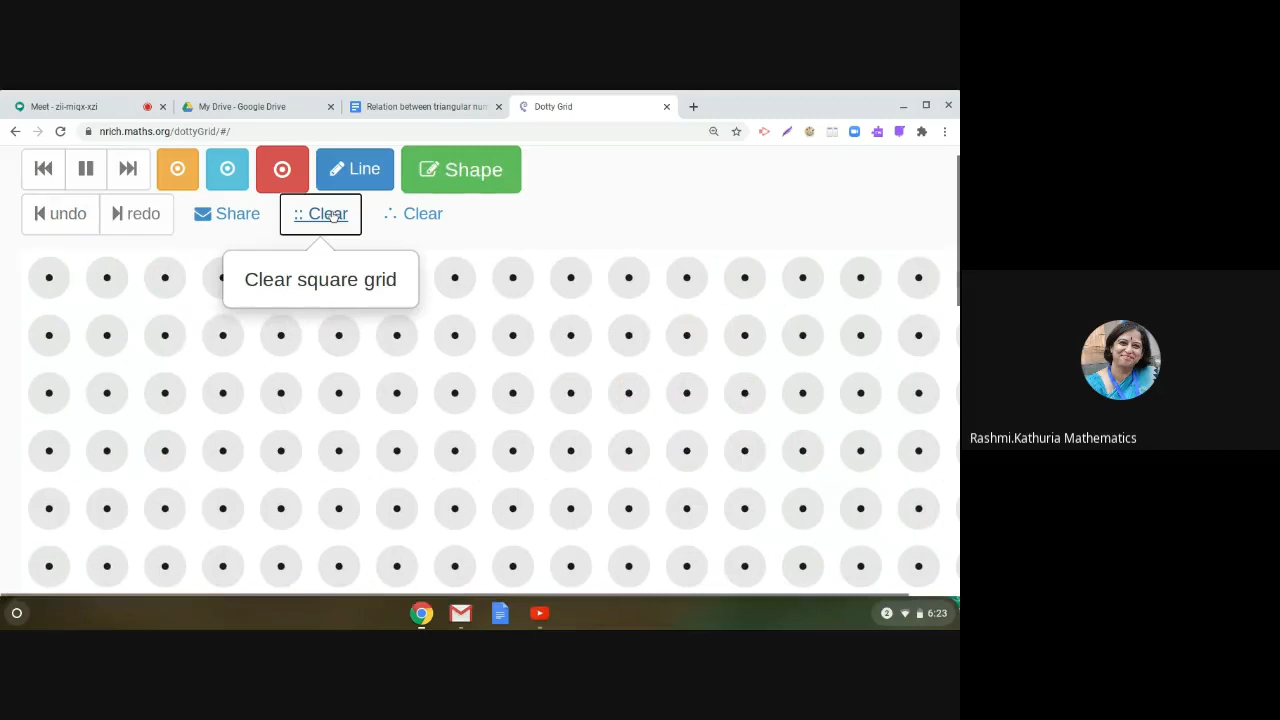 Meet - zii-miqx-xzi
My Drive - Google Drive
Relation between triangular num
Dotty Grid
nrich.maths.org/dottyGrid/#/
Line
Shape
undo
redo
Share
:: Clear
∴ Clear
Clear square grid
Rashmi.Kathuria Mathematics
2
6:23